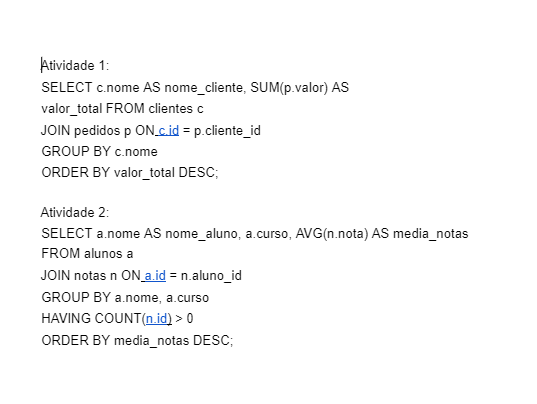 Atividade 1:
SELECT c.nome AS nome_cliente, SUM(p.valor) AS
valor_total FROM clientes c
JOIN pedidos p ON c.id = p.cliente_id
GROUP BY c.nome
ORDER BY valor_total DESC;
Atividade 2:
SELECT a.nome AS nome_aluno, a.curso, AVG(n.nota) AS media_notas
FROM alunos a
JOIN notas n ON a.id = n.aluno_id
GROUP BY a.nome, a.curso
HAVING COUNT(n.id) > 0
ORDER BY media_notas DESC;